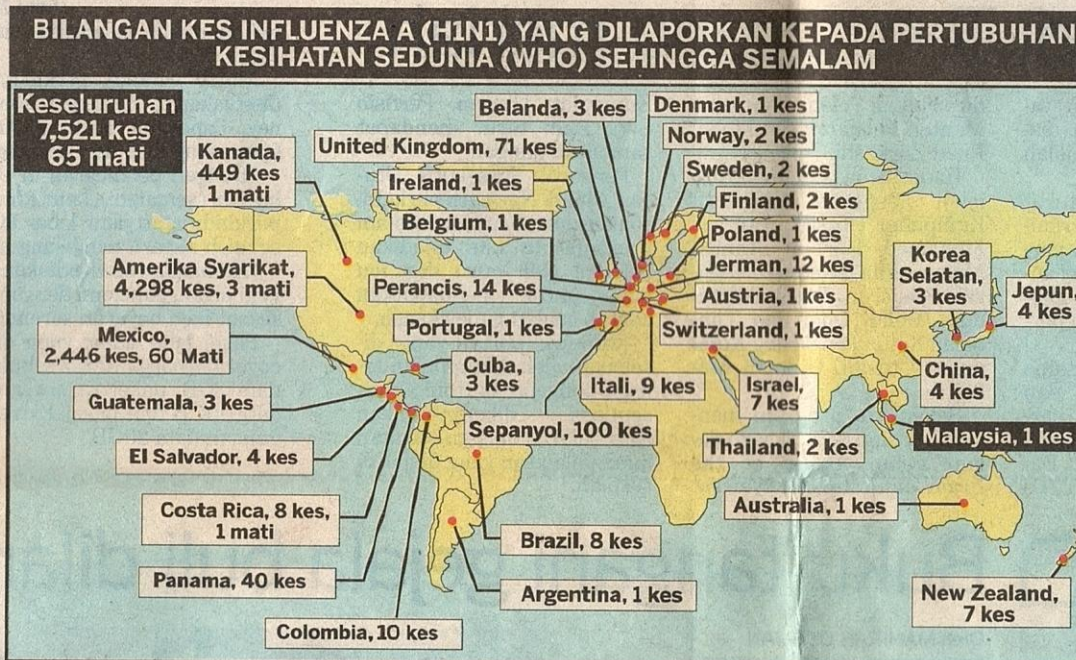 BILANGAN KES INFLUENZA A (H1N1) YANG DILAPORKAN KEPADA PERTUBUHAN
KESIHATAN SEDUNIA (WHO) SEHINGGA SEMALAM
Keseluruhan
7,521 kes
65 mati
Kanada,
449 kes
1 mati
Amerika Syarikat,
4,298 kes, 3 mati
Mexico,
2,446 kes, 60 Mati
Guatemala, 3 kes
El Salvador, 4 kes
Costa Rica, 8 kes,
1 mati
Panama, 40 kes
Colombia, 10 kes
Cuba,
3 kes
Brazil, 8 kes
Argentina, 1 kes
Belanda, 3 kes
United Kingdom, 71 kes
Ireland, 1 kes
Belgium, 1 kes
Perancis, 14 kes
Portugal, 1 kes
Sepanyol, 100 kes
Denmark, 1 kes
Norway, 2 kes
Sweden, 2 kes
Finland, 2 kes
Poland, 1 kes
Jerman, 12 kes
Austria, 1 kes
Switzerland, 1 kes
Itali, 9 kes
Israel,
7 kes
Korea
Selatan,
3 kes
Jepun,
4 kes
China,
4 kes
Thailand, 2 kes
Malaysia, 1 kes
Australia, 1 kes
New Zealand,
7 kes